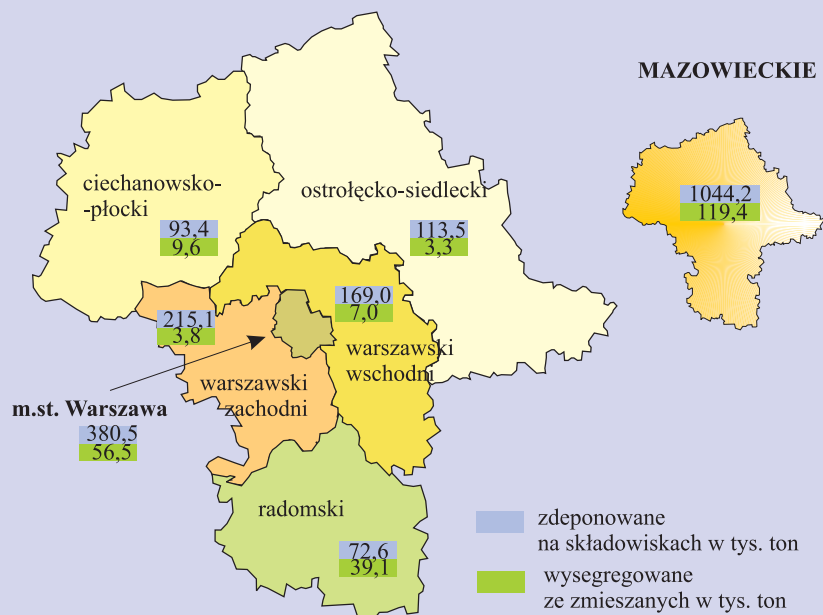 MAZOWIECKIE
1044,2
119,4
ciechanowsko-
-płocki
93,4
9,6
ostrołęcko-siedlecki
113,5
3,3
169,0
7,0
warszawski
wschodni
215,1
3,8
warszawski
zachodni
m.st. Warszawa
380,5
56,5
radomski
72,6
39,1
zdeponowane
na składowiskach w tys. ton
wysegregowane
ze zmieszanych w tys. ton